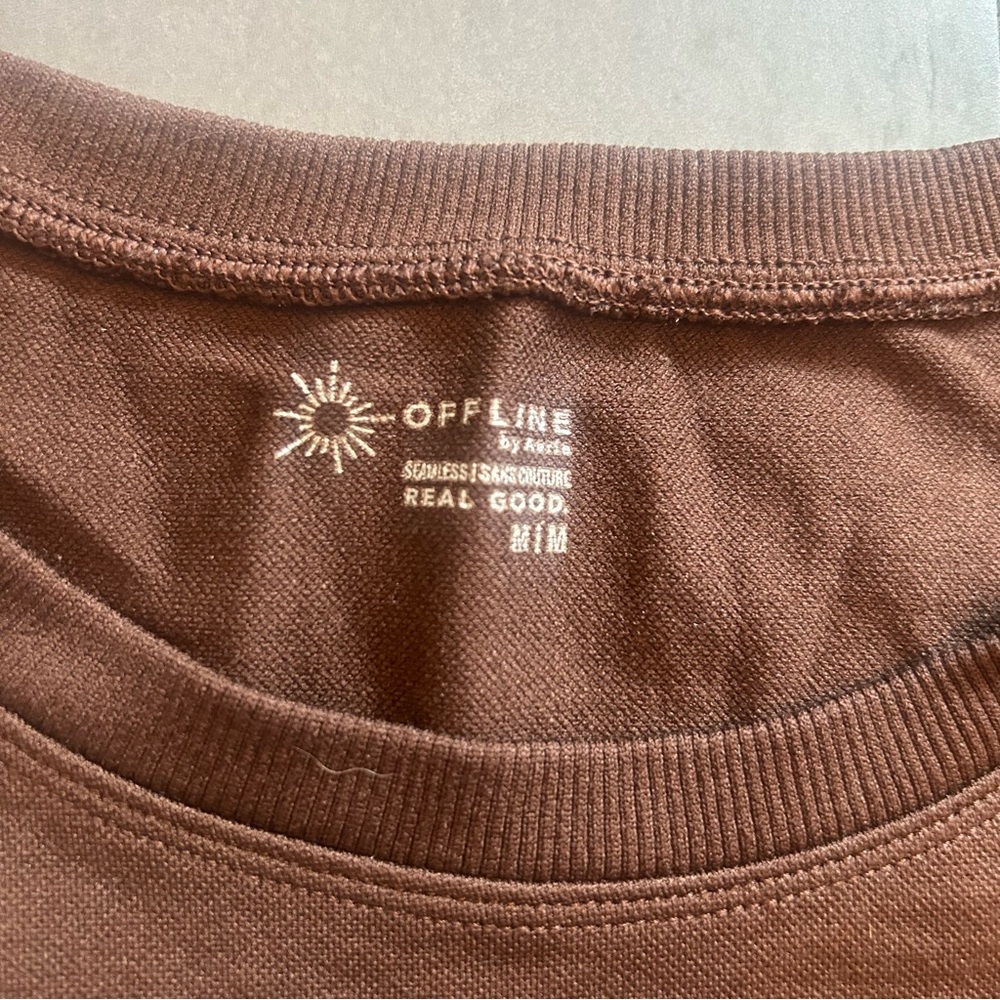 OFFLINE
by Aerie
SEAMLESS | SANS COUTURE
REAL GOOD.
M/M